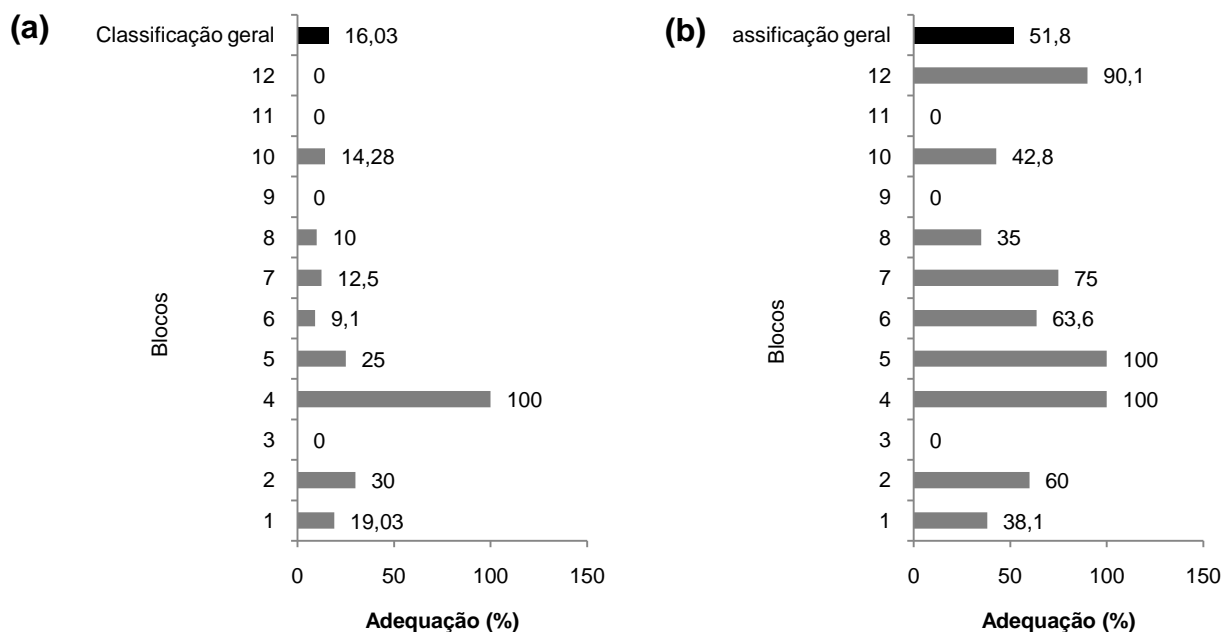 (a)
Classificação geral 16,03
12 0
11 0
10 14,28
9 0
8 10
7 12,5
6 9,1
5 25
4 100
3 0
2 30
1 19,03
Blocos
0 50 100 150
Adequação (%)
(b)
assificação geral 51,8
12 90,1
11 0
10 42,8
9 0
8 35
7 75
6 63,6
5 100
4 100
3 0
2 60
1 38,1
Blocos
0 50 100 150
Adequação (%)